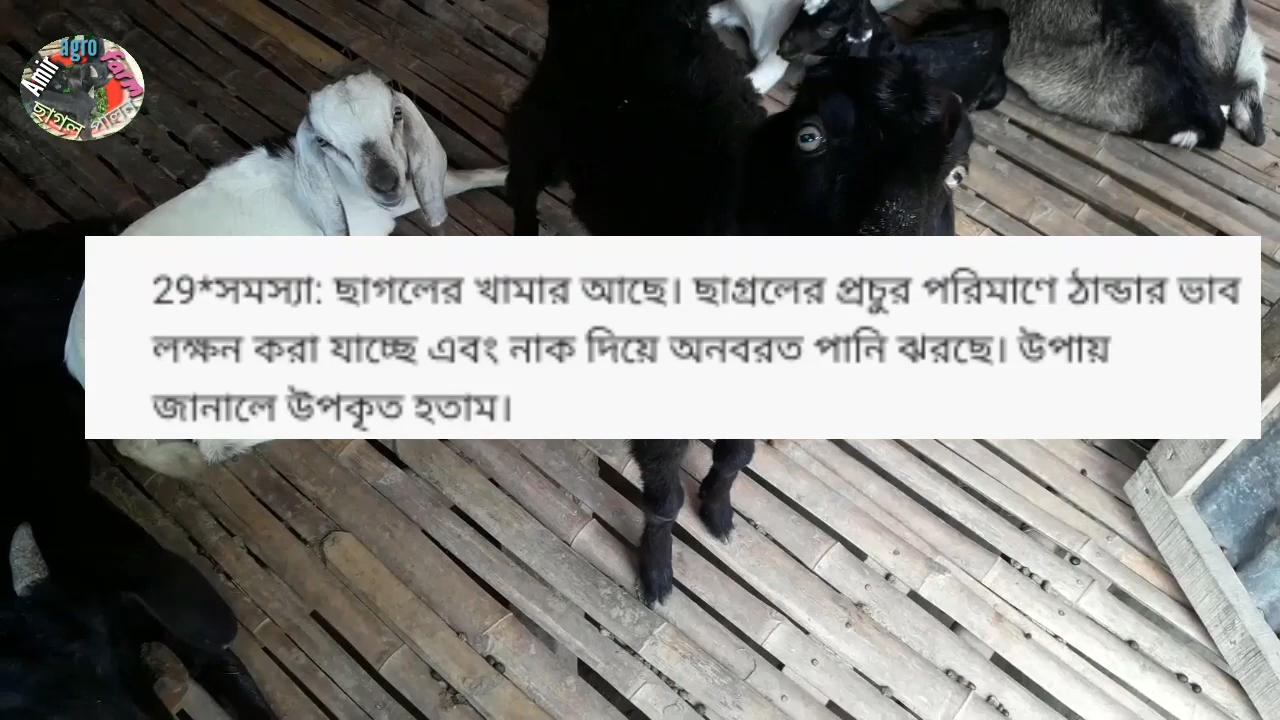 Amir agro farm
ছাগল পালন
29*সমস্যা: ছাগলের খামার আছে। ছাগ্রলের প্রচুর পরিমাণে ঠান্ডার ভাব
লক্ষন করা যাচ্ছে এবং নাক দিয়ে অনবরত পানি ঝরছে। উপায়
জানালে উপকৃত হতাম।